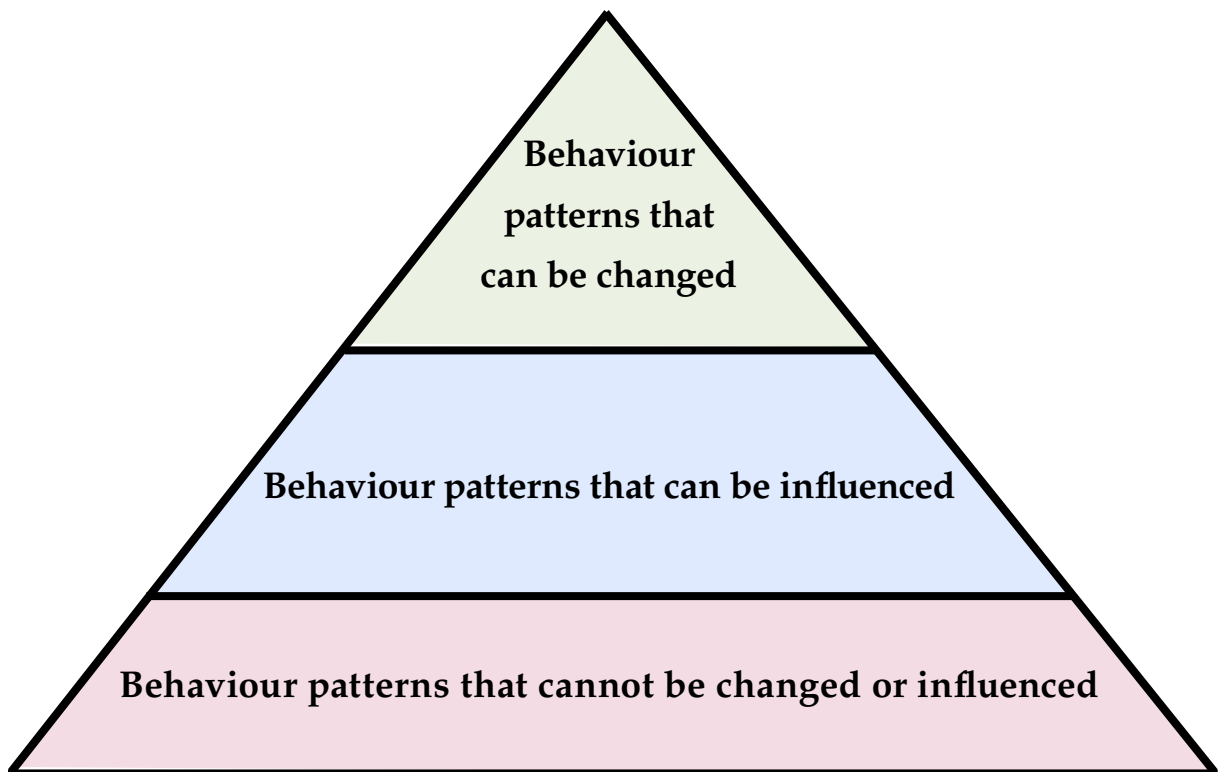 Behaviour
patterns that
can be changed
Behaviour patterns that can be influenced
Behaviour patterns that cannot be changed or influenced